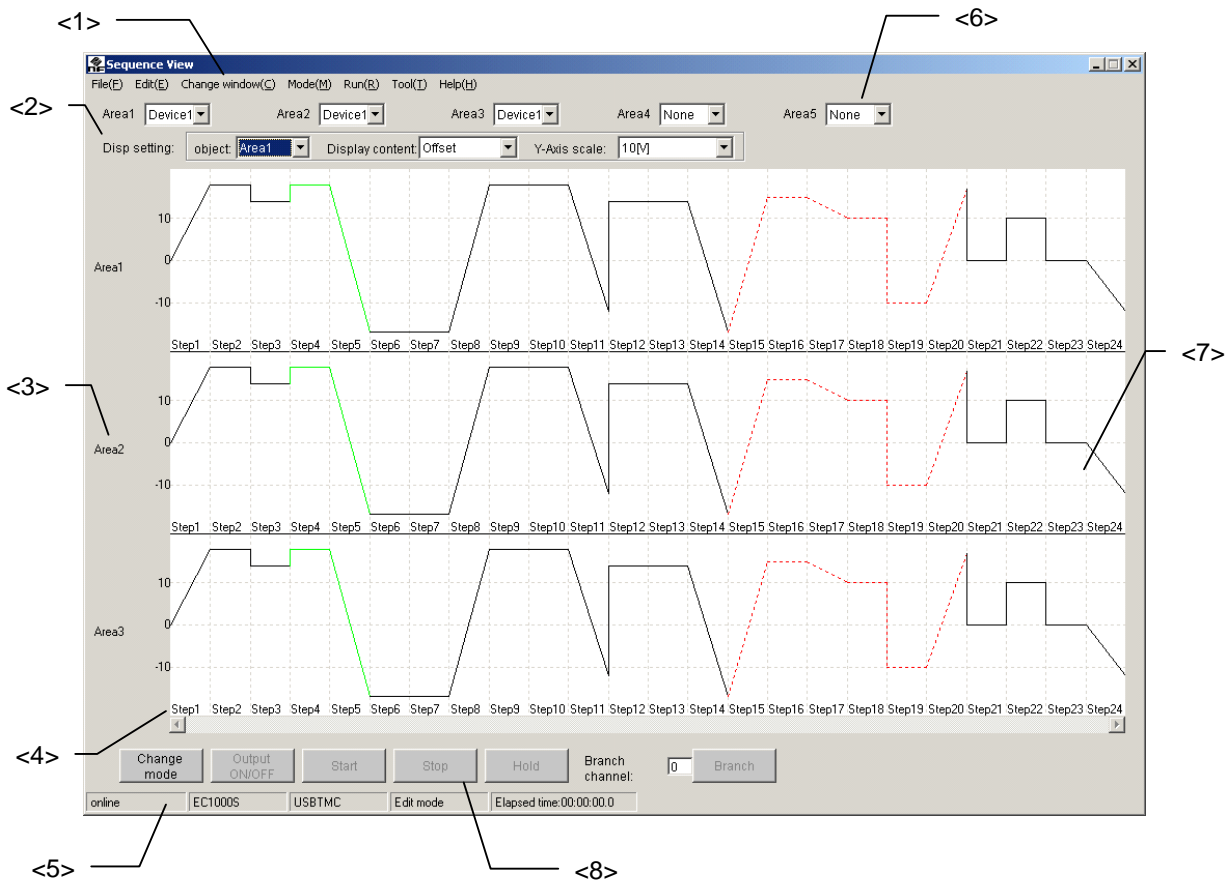 <1>
<6>
Sequence View
File(F) Edit(E) Change window(C) Mode(M) Run(R) Tool(T) Help(H)
<2>
Area1 Device1 Area2 Device1 Area3 Device1 Area4 None Area5 None
Disp setting: object: Area1 Display content: Offset Y-Axis scale: 10[V]
10
Area1
0
-10
Step1 Step2 Step3 Step4 Step5 Step6 Step7 Step8 Step9 Step10 Step11 Step12 Step13 Step14 Step15 Step16 Step17 Step18 Step19 Step20 Step21 Step22 Step23 Step24
<7>
<3>
10
Area2
0
-10
Step1 Step2 Step3 Step4 Step5 Step6 Step7 Step8 Step9 Step10 Step11 Step12 Step13 Step14 Step15 Step16 Step17 Step18 Step19 Step20 Step21 Step22 Step23 Step24
10
Area3
0
-10
Step1 Step2 Step3 Step4 Step5 Step6 Step7 Step8 Step9 Step10 Step11 Step12 Step13 Step14 Step15 Step16 Step17 Step18 Step19 Step20 Step21 Step22 Step23 Step24
<4>
Change mode
Output ON/OFF
Start
Stop
Hold
Branch channel: 0
Branch
online EC1000S USBTMC Edit mode Elapsed time:00:00:00.0
<5>
<8>